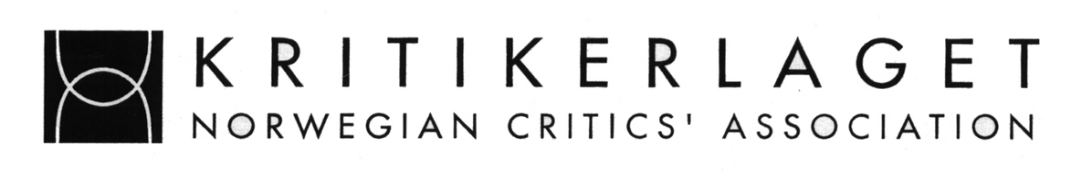 KRITIKERLAGET
NORWEGIAN CRITICS' ASSOCIATION